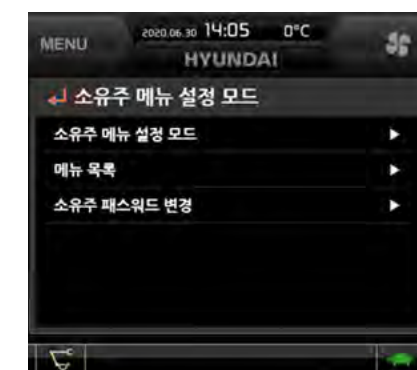 MENU
2020.06.30 14:05 0°C
HYUNDAI
소유주 메뉴 설정 모드
소유주 메뉴 설정 모드
메뉴 목록
소유주 패스워드 변경